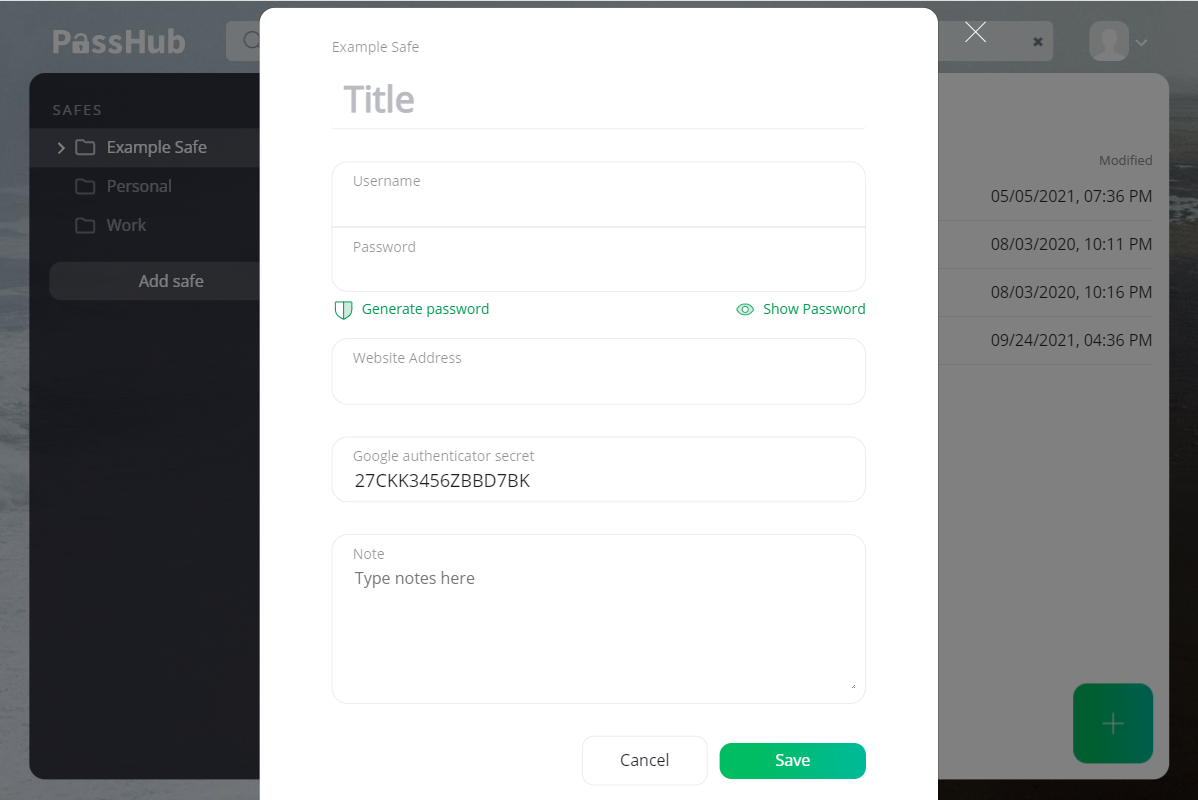 PassHub
SAFES
Example Safe
Personal
Work
Add safe
Example Safe
Title
Username
Password
Generate password
Show Password
Website Address
Google authenticator secret
27CKK3456ZBBD7BK
Note
Type notes here
Cancel
Save
Modified
05/05/2021, 07:36 PM
08/03/2020, 10:11 PM
08/03/2020, 10:16 PM
09/24/2021, 04:36 PM